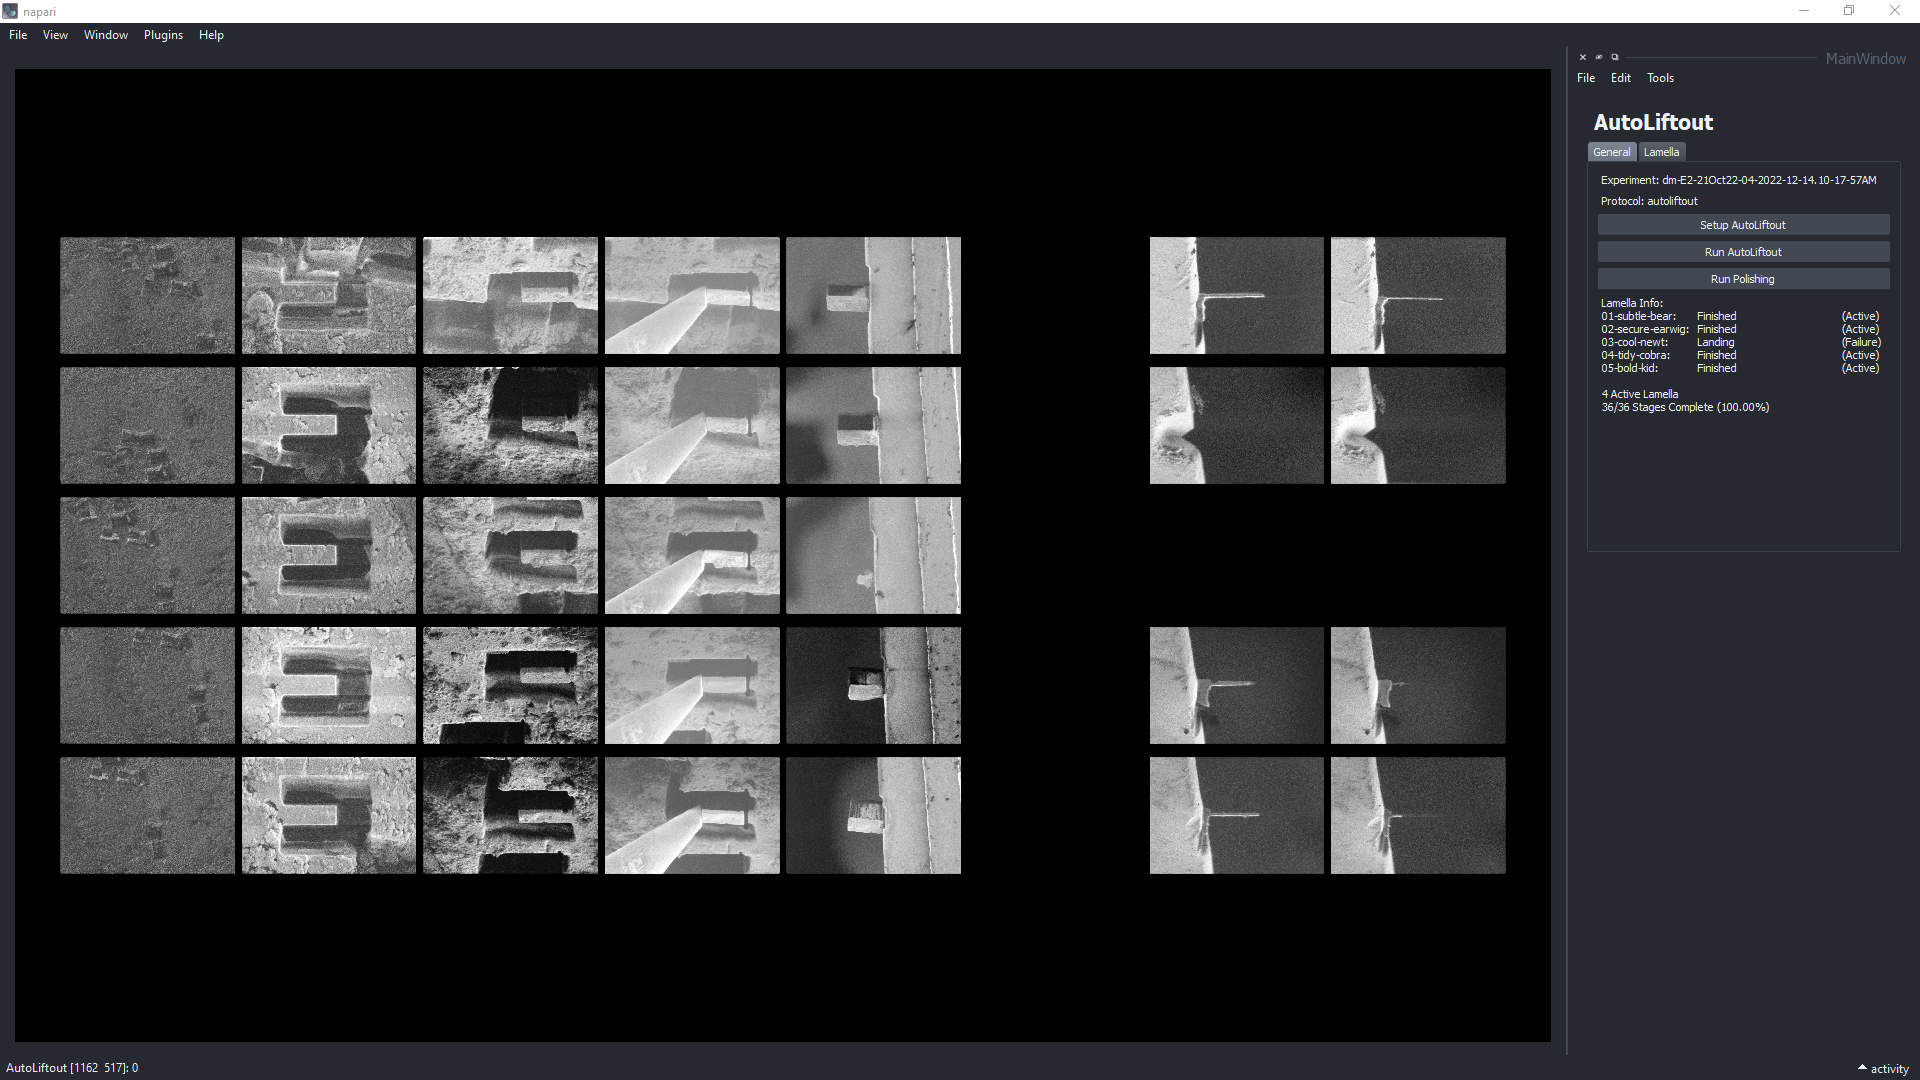 napari
File View Window Plugins Help
MainWindow
File Edit Tools
AutoLiftout
General Lamella
Experiment: dm-E2-21Oct22-04-2022-12-14.10-17-57AM
Protocol: autoliftout
Setup AutoLiftout
Run AutoLiftout
Run Polishing
Lamella Info:
01-subtle-bear: Finished (Active)
02-secure-earwig: Finished (Active)
03-cool-newt: Landing (Failure)
04-tidy-cobra: Finished (Active)
05-bold-kid: Finished (Active)
4 Active Lamella
36/36 Stages Complete (100.00%)
AutoLiftout [1162 517]: 0
activity